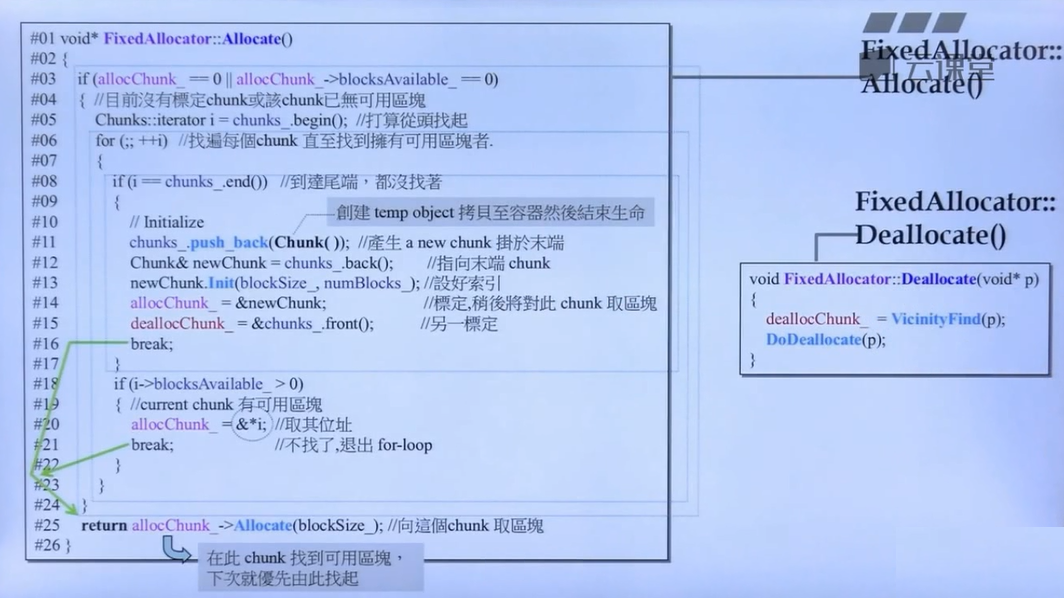 #01 void* FixedAllocator::Allocate()
#02 {
#03 if (allocChunk_ == 0 || allocChunk_->blocksAvailable_ == 0)
#04 { //目前沒有標定chunk或該chunk已無可用區塊
#05 Chunks::iterator i = chunks_.begin(); //打算從頭找起
#06 for (;; ++i) //找遍每個chunk 直至找到擁有可用區塊者.
#07 {
#08 if (i == chunks_.end()) //到達尾端，都沒找著
#09 {
創建 temp object 拷貝至容器然後結束生命
#10 // Initialize
#11 chunks_.push_back(Chunk( )); //產生 a new chunk 掛於末端
#12 Chunk& newChunk = chunks_.back(); //指向末端 chunk
#13 newChunk.Init(blockSize_, numBlocks_); //設好索引
#14 allocChunk_ = &newChunk; //標定,稍後將對此 chunk 取區塊
#15 deallocChunk_ = &chunks_.front(); //另一標定
#16 break;
#17 }
#18 if (i->blocksAvailable_ > 0)
#19 { //current chunk 有可用區塊
#20 allocChunk_ = &*i; //取其位址
#21 break; //不找了,退出 for-loop
#22 }
#23 }
#24 }
#25 return allocChunk_->Allocate(blockSize_); //向這個chunk 取區塊
#26 }
在此 chunk 找到可用區塊，
下次就優先由此找起
FixedAllocator::
Allocate()
云课堂
FixedAllocator::
Deallocate()
void FixedAllocator::Deallocate(void* p)
{
deallocChunk_ = VicinityFind(p);
DoDeallocate(p);
}